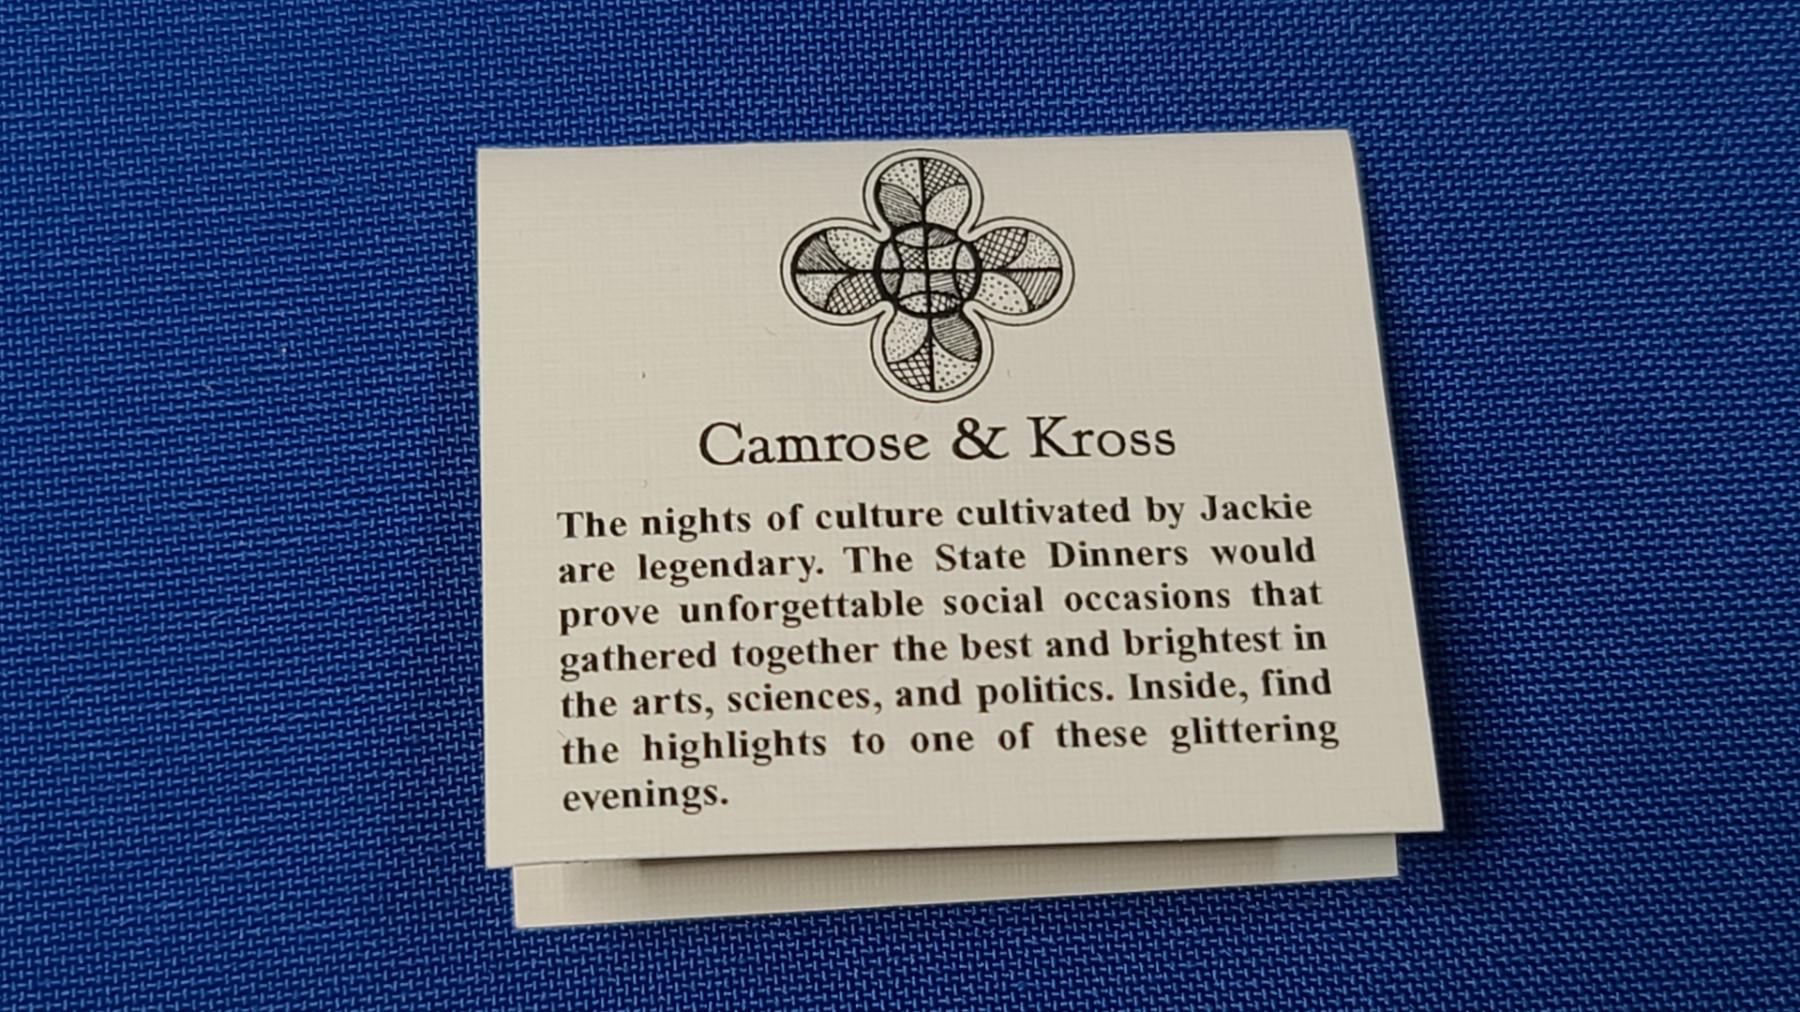 Camrose & Kross
The nights of culture cultivated by Jackie
are legendary. The State Dinners would
prove unforgettable social occasions that
gathered together the best and brightest in
the arts, sciences, and politics. Inside, find
the highlights to one of these glittering
evenings.